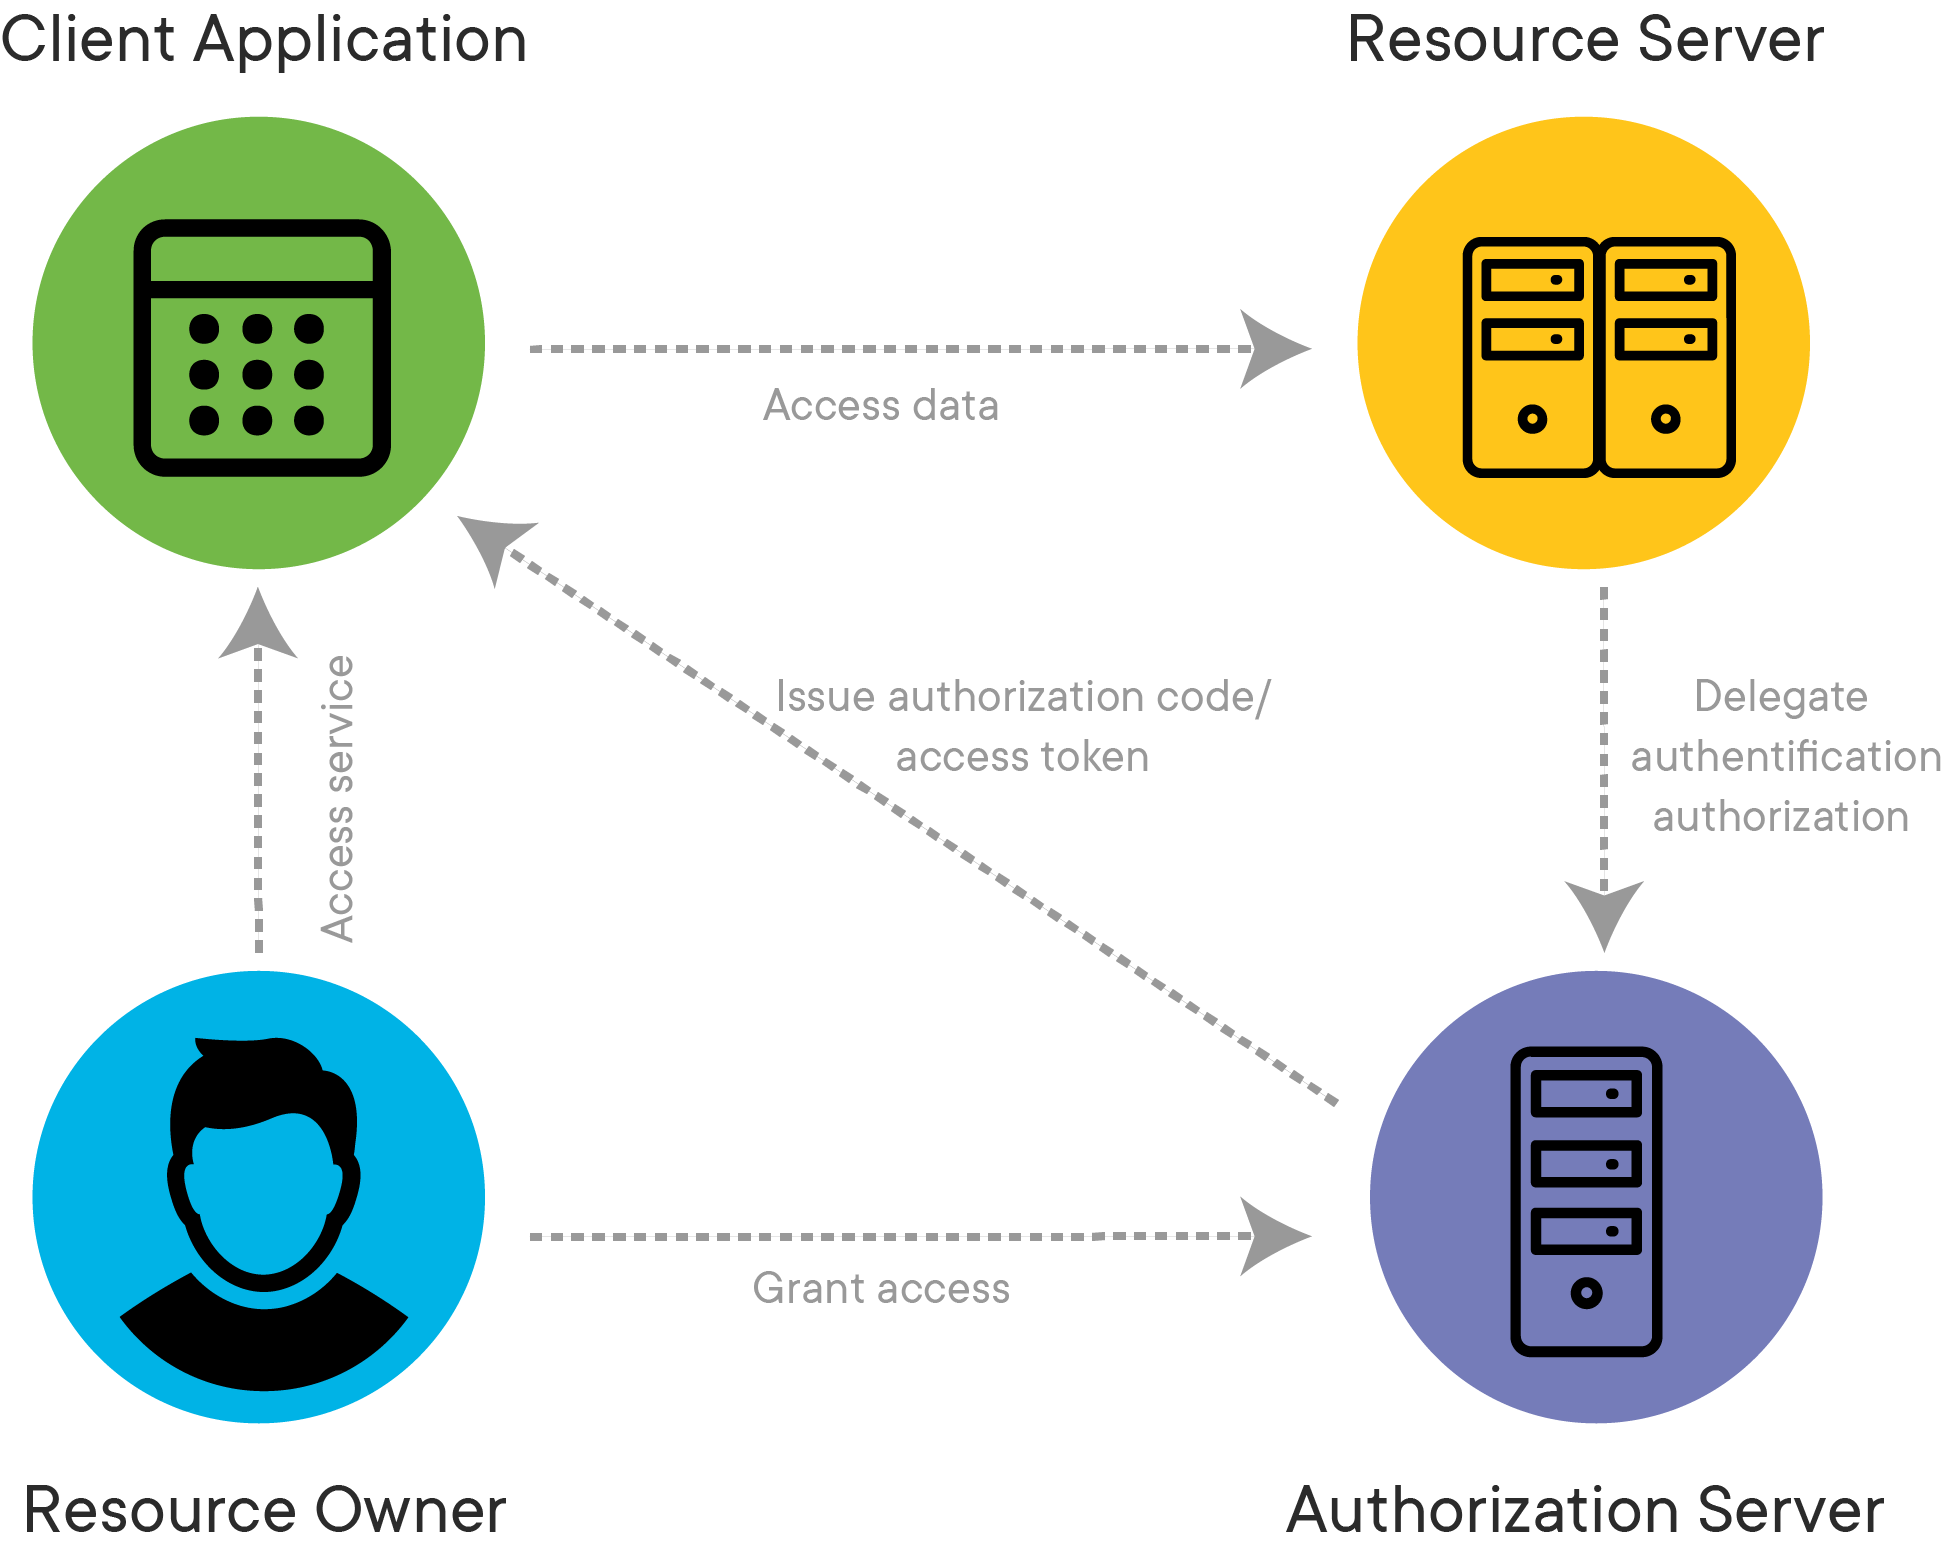 Client Application
Resource Server
Access data
Issue authorization code/
access token
Delegate
authentification
authorization
Access service
Grant access
Resource Owner
Authorization Server